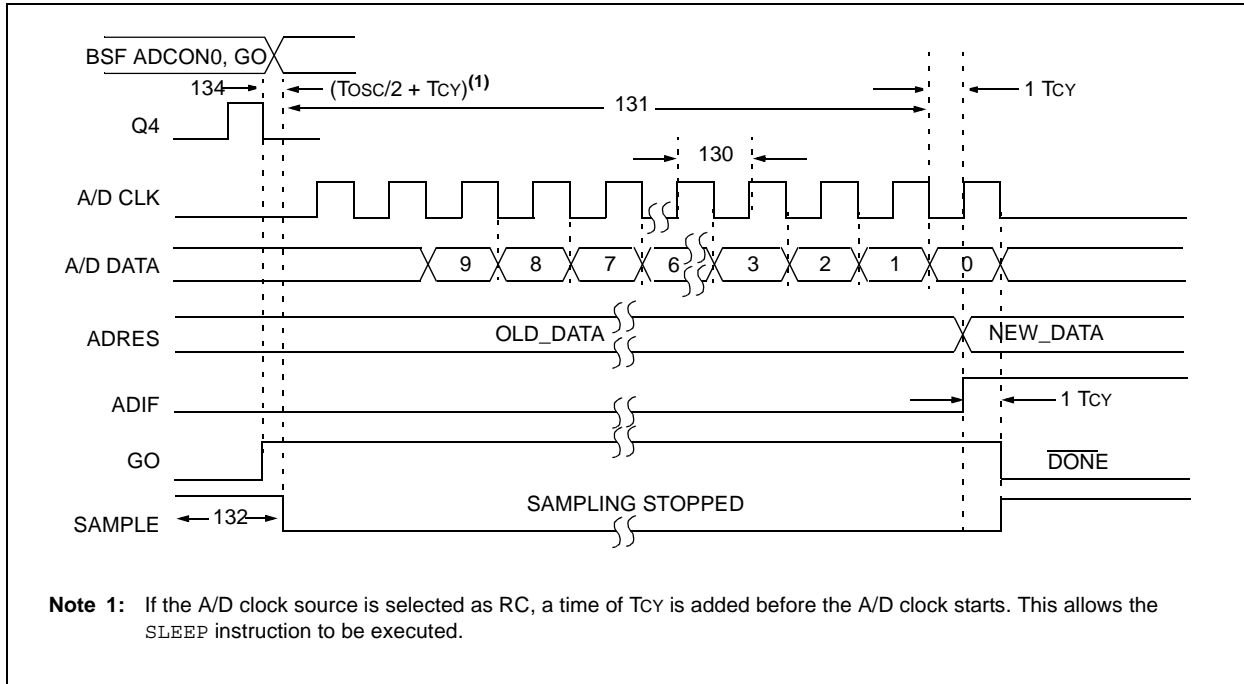 BSF ADCON0, GO
134
(TOSC/2 + TCY)(1)
131
1 TCY
Q4
130
A/D CLK
A/D DATA
9 8 7 6 3 2 1 0
ADRES
OLD_DATA
NEW_DATA
ADIF
1 TCY
GO
DONE
SAMPLE
132
SAMPLING STOPPED
Note 1: If the A/D clock source is selected as RC, a time of TCY is added before the A/D clock starts. This allows the
SLEEP instruction to be executed.